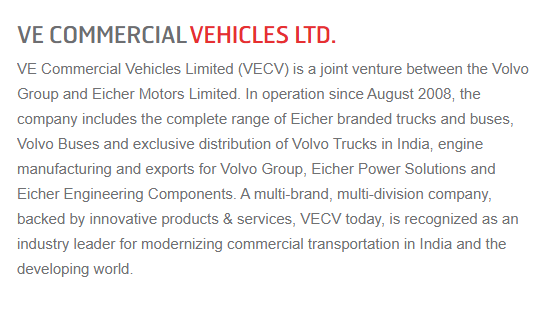 VE COMMERCIAL VEHICLES LTD.
VE Commercial Vehicles Limited (VECV) is a joint venture between the Volvo
Group and Eicher Motors Limited. In operation since August 2008, the
company includes the complete range of Eicher branded trucks and buses,
Volvo Buses and exclusive distribution of Volvo Trucks in India, engine
manufacturing and exports for Volvo Group, Eicher Power Solutions and
Eicher Engineering Components. A multi-brand, multi-division company,
backed by innovative products & services, VECV today, is recognized as an
industry leader for modernizing commercial transportation in India and the
developing world.